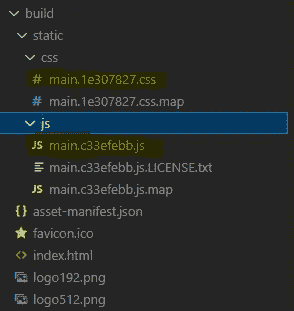 build
static
css
# main.1e307827.css
# main.1e307827.css.map
js
JS main.c33efebb.js
main.c33efebb.js.LICENSE.txt
JS main.c33efebb.js.map
{} asset-manifest.json
favicon.ico
<> index.html
logo192.png
logo512.png